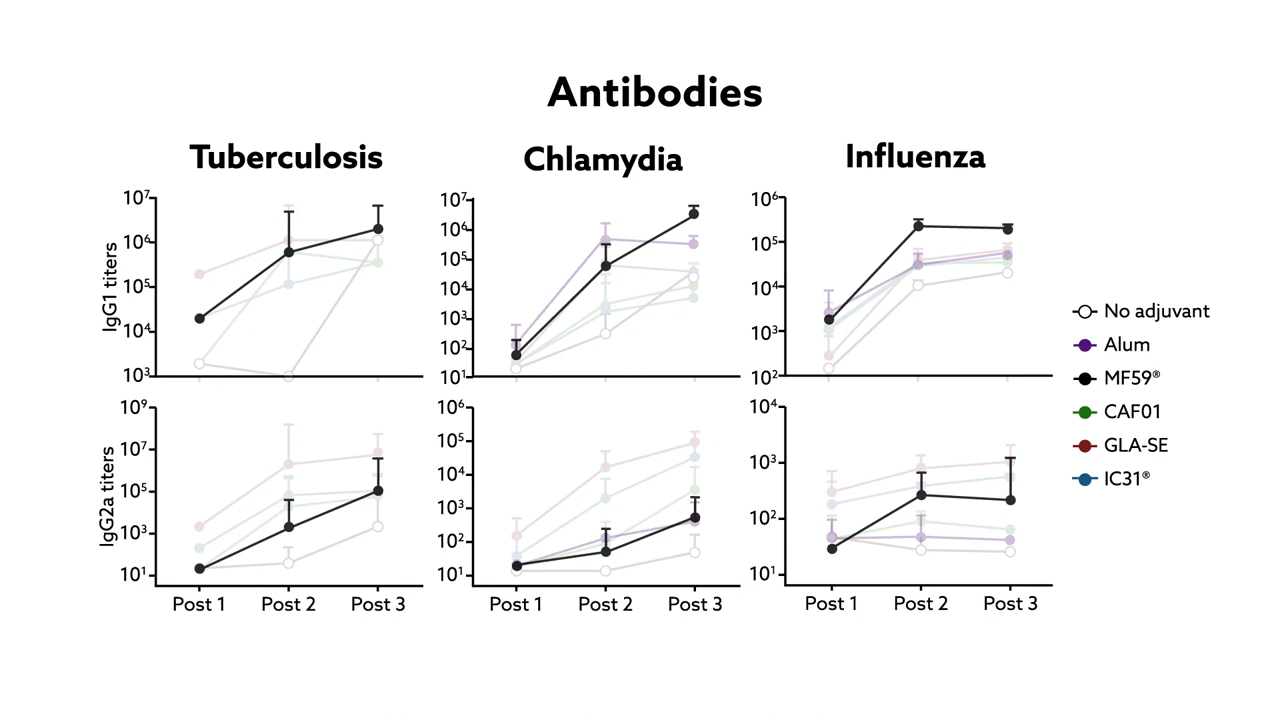 Antibodies
Tuberculosis
Chlamydia
Influenza
IgG1 titers
10⁷
10⁶
10⁵
10⁴
10³
10⁷
10⁶
10⁵
10⁴
10³
10²
10¹
10⁶
10⁵
10⁴
10³
10²
IgG2a titers
10⁹
10⁷
10⁵
10³
10¹
10⁶
10⁵
10⁴
10³
10²
10¹
10⁴
10³
10²
10¹
Post 1 Post 2 Post 3
Post 1 Post 2 Post 3
Post 1 Post 2 Post 3
No adjuvant
Alum
MF59®
CAF01
GLA-SE
IC31®